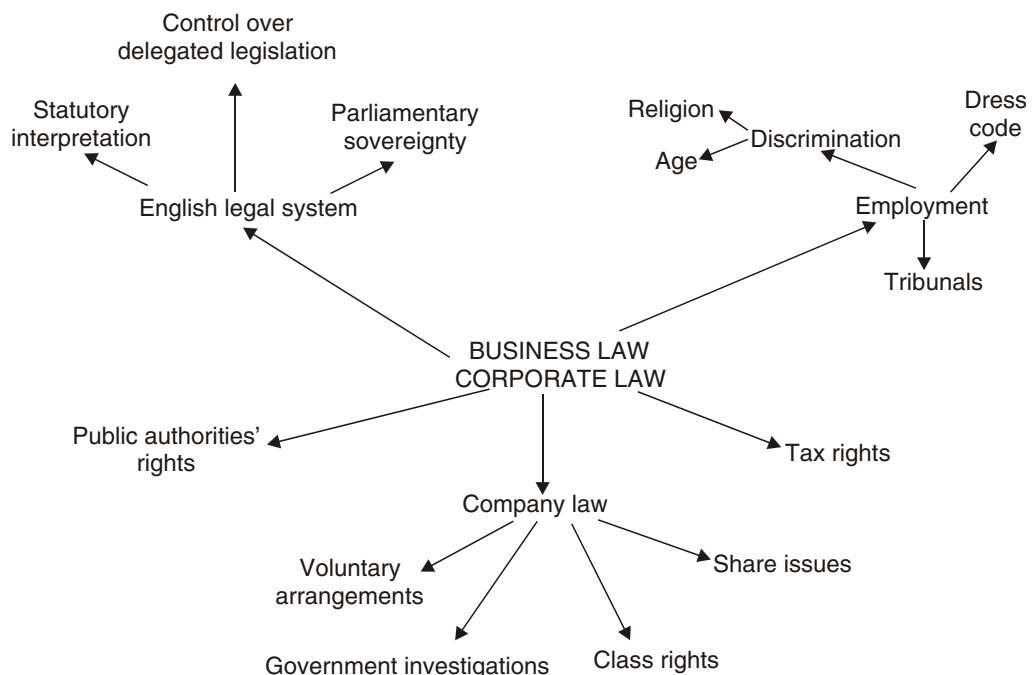 Control over
delegated legislation
Statutory
interpretation
Parliamentary
sovereignty
English legal system
Religion
Age
Discrimination
Dress
code
Employment
Tribunals
BUSINESS LAW
CORPORATE LAW
Public authorities’
rights
Tax rights
Company law
Voluntary
arrangements
Share issues
Government investigations
Class rights